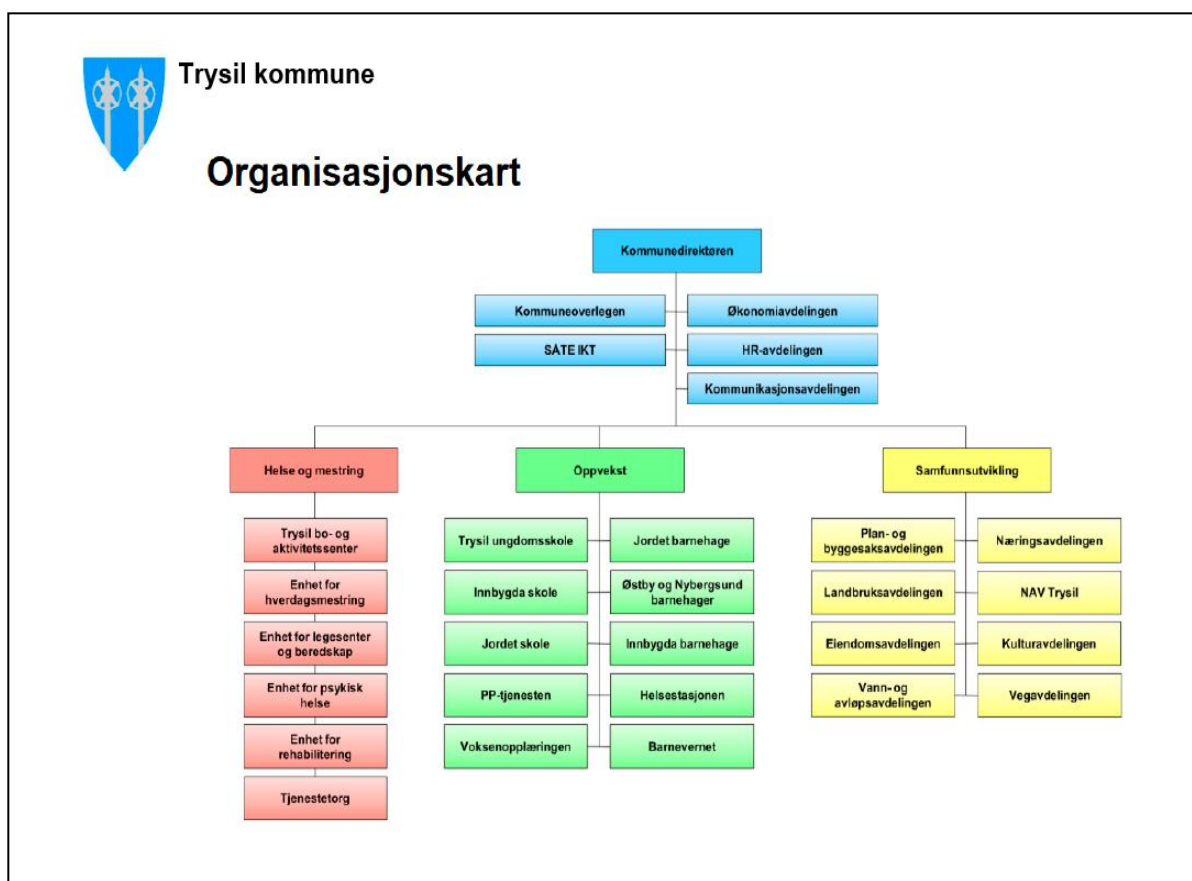 Trysil kommune
Organisasjonskart
Kommunedirektøren
Kommuneoverlegen
Økonomiavdelingen
SÅTE IKT
HR-avdelingen
Kommunikasjonsavdelingen
Helse og mestring
Trysil bo- og
aktivitetssenter
Enhet for
hverdagsmestring
Enhet for legesenter
og beredskap
Enhet for psykisk
helse
Enhet for
rehabilitering
Tjenestetorg
Oppvekst
Trysil ungdomsskole
Jordet barnehage
Innbygda skole
Østby og Nybergsund
barnehager
Jordet skole
Innbygda barnehage
PP-tjenesten
Helsestasjonen
Voksenopplæringen
Barnevernet
Samfunnsutvikling
Plan- og
byggesaksavdelingen
Næringsavdelingen
Landbruksavdelingen
NAV Trysil
Eiendomsavdelingen
Kulturavdelingen
Vann- og
avløpsavdelingen
Vegavdelingen